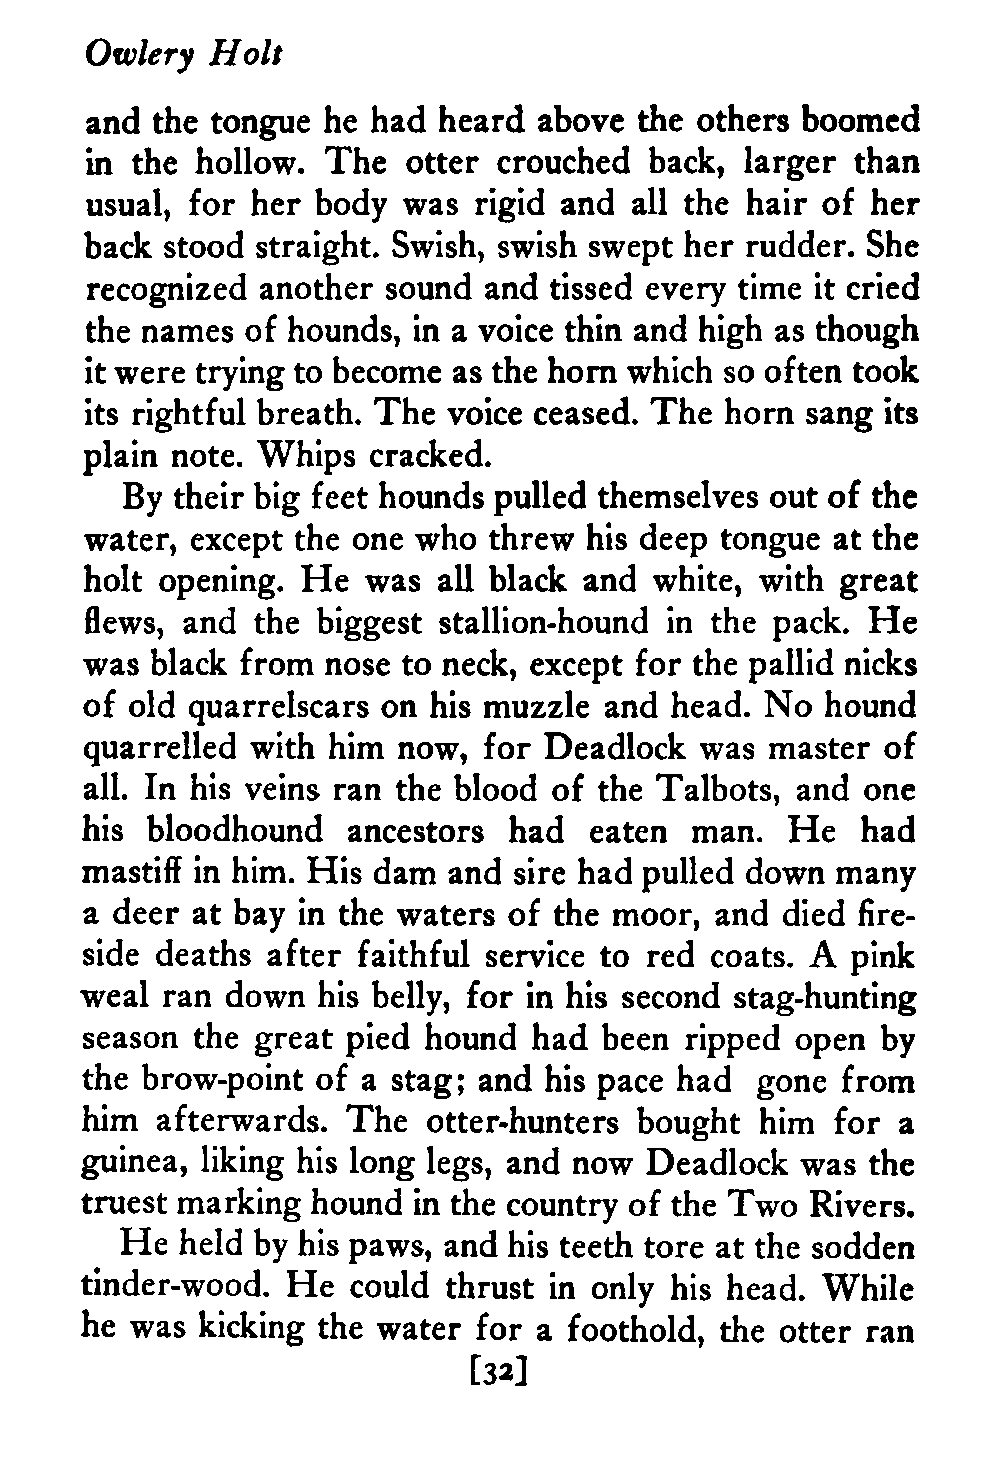 Owlery Holt
and the tongue he had heard above the others boomed
in the hollow. The otter crouched back, larger than
usual, for her body was rigid and all the hair of her
back stood straight. Swish, swish swept her rudder. She
recognized another sound and tissed every time it cried
the names of hounds, in a voice thin and high as though
it were trying to become as the horn which so often took
its rightful breath. The voice ceased. The horn sang its
plain note. Whips cracked.
By their big feet hounds pulled themselves out of the
water, except the one who threw his deep tongue at the
holt opening. He was all black and white, with great
flews, and the biggest stallion-hound in the pack. He
was black from nose to neck, except for the pallid nicks
of old quarrelscars on his muzzle and head. No hound
quarrelled with him now, for Deadlock was master of
all. In his veins ran the blood of the Talbots, and one
his bloodhound ancestors had eaten man. He had
mastiff in him. His dam and sire had pulled down many
a deer at bay in the waters of the moor, and died fire-
side deaths after faithful service to red coats. A pink
weal ran down his belly, for in his second stag-hunting
season the great pied hound had been ripped open by
the brow-point of a stag; and his pace had gone from
him afterwards. The otter-hunters bought him for a
guinea, liking his long legs, and now Deadlock was the
truest marking hound in the country of the Two Rivers.
He held by his paws, and his teeth tore at the sodden
tinder-wood. He could thrust in only his head. While
he was kicking the water for a foothold, the otter ran
[32]